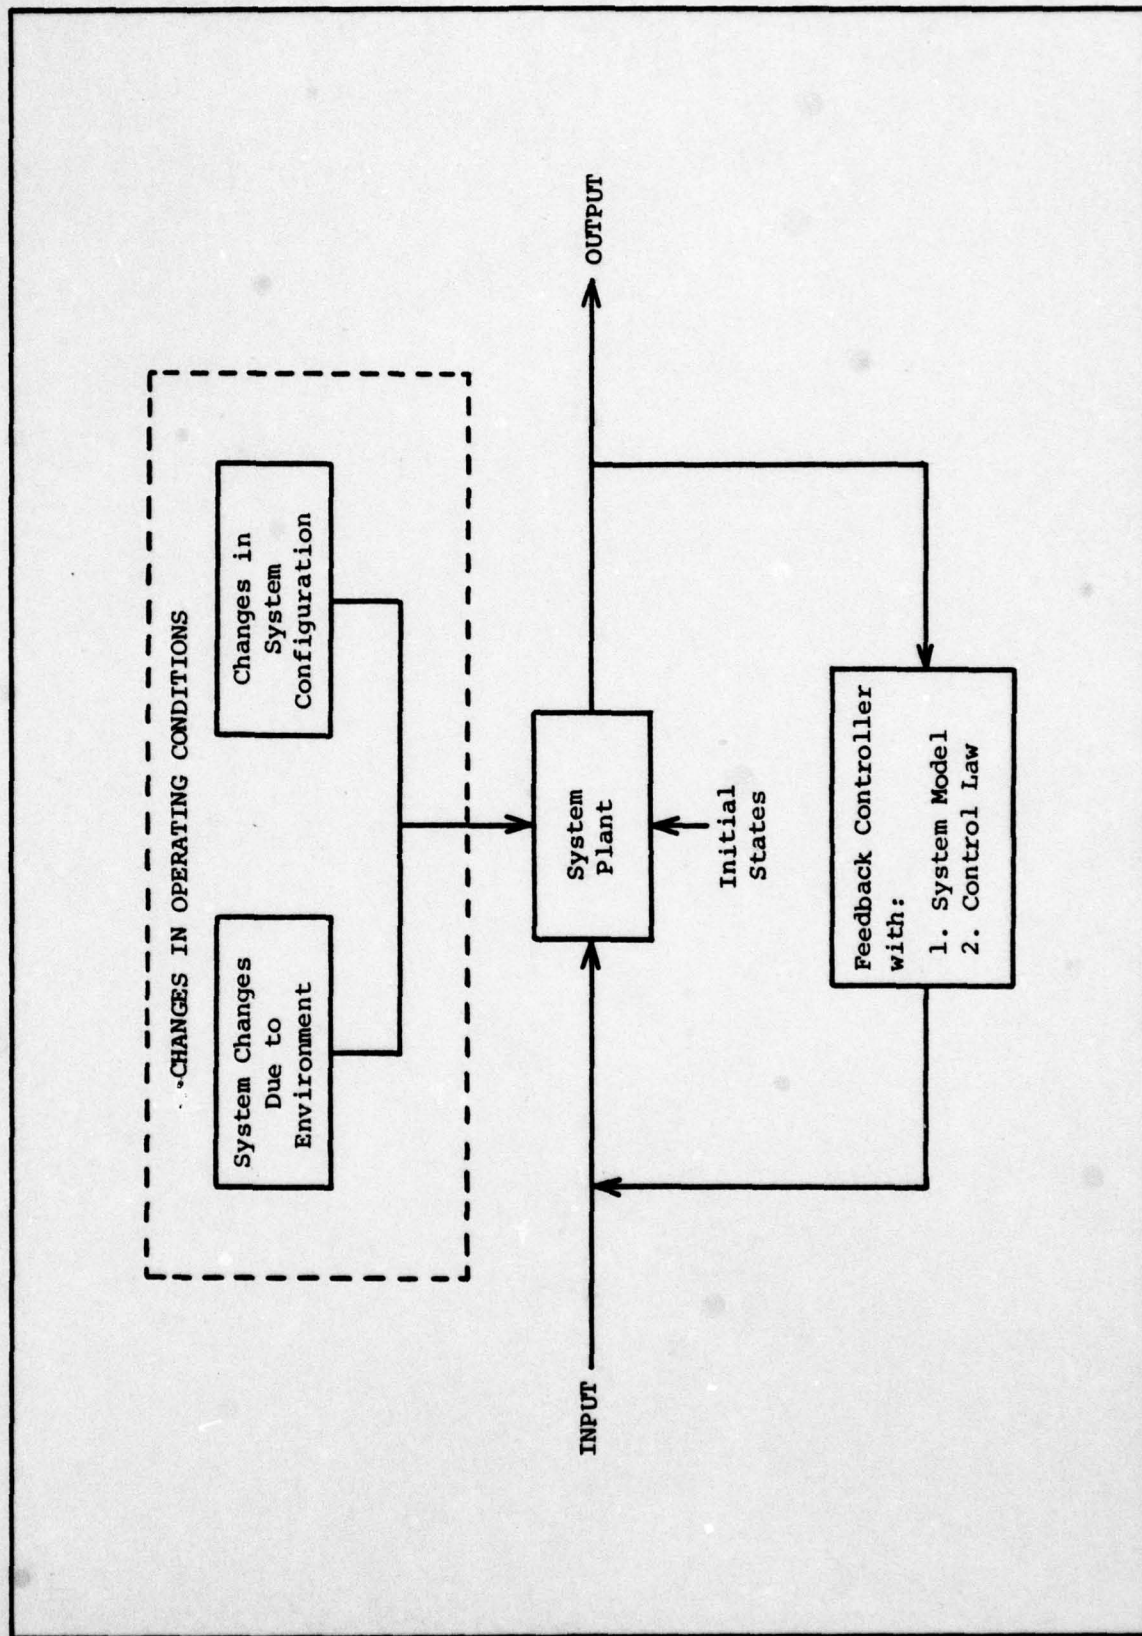 CHANGES IN OPERATING CONDITIONS
System Changes
Due to
Environment
Changes in
System
Configuration
INPUT
System
Plant
OUTPUT
Initial
States
Feedback Controller
with:
1. System Model
2. Control Law